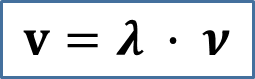 v = λ · ν